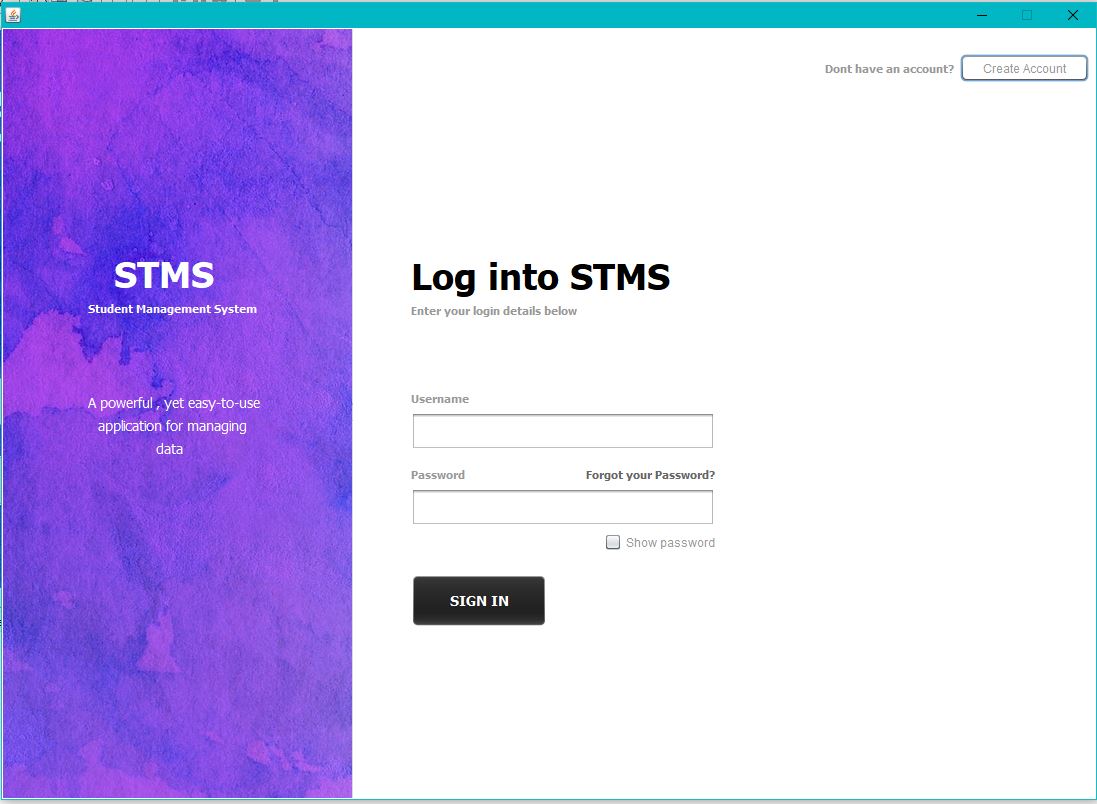 Dont have an account?
Create Account
STMS
Student Management System
A powerful , yet easy-to-use
application for managing
data
Log into STMS
Enter your login details below
Username
Password
Forgot your Password?
Show password
SIGN IN